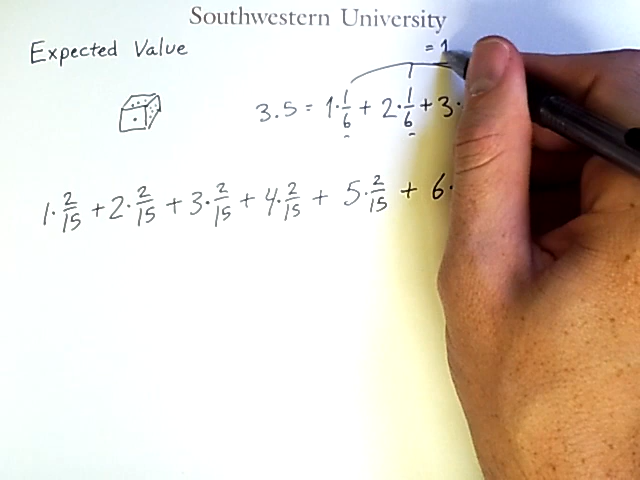 Southwestern University
Expected Value
= 1
3.5 = 1·1/6 + 2·1/6 + 3·
1·2/15 + 2·2/15 + 3·2/15 + 4·2/15 + 5·2/15 + 6·